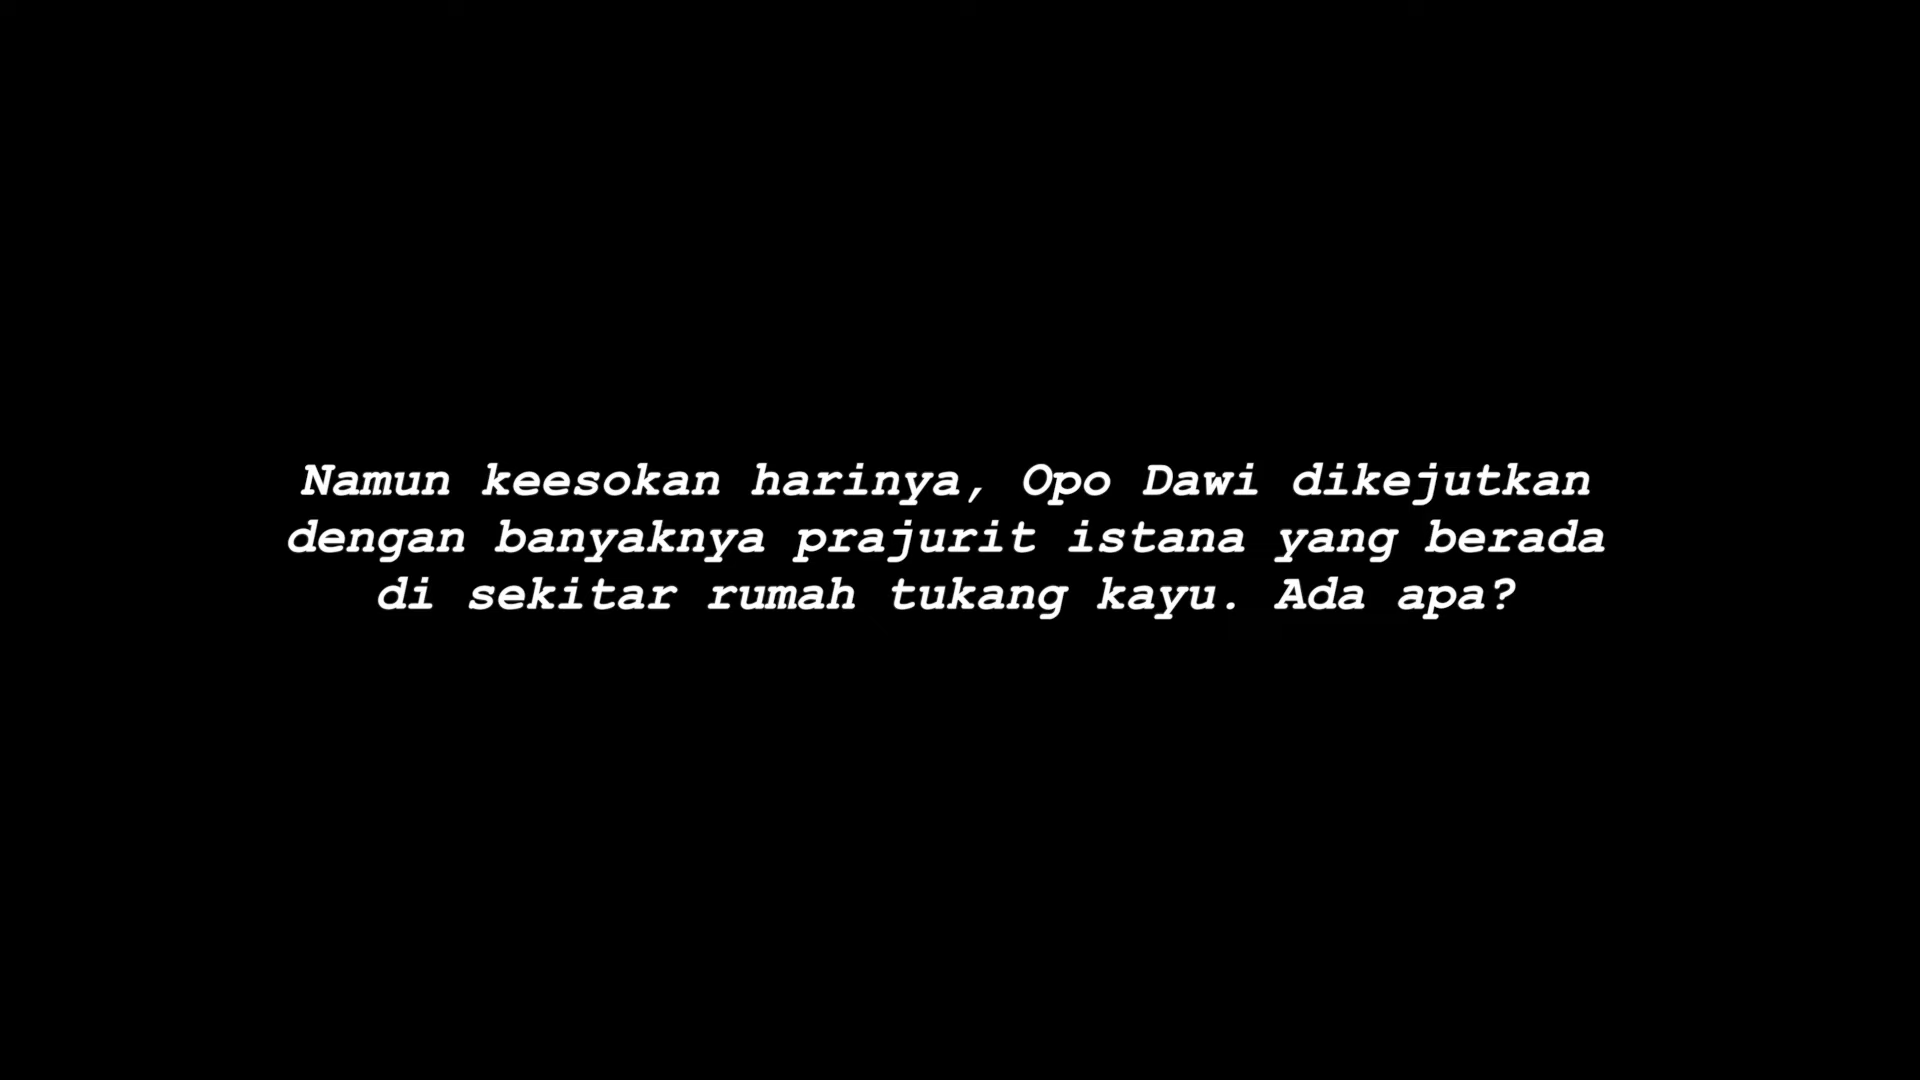 Namun keesokan harinya, Opo Dawi dikejutkan
dengan banyaknya prajurit istana yang berada
di sekitar rumah tukang kayu. Ada apa?